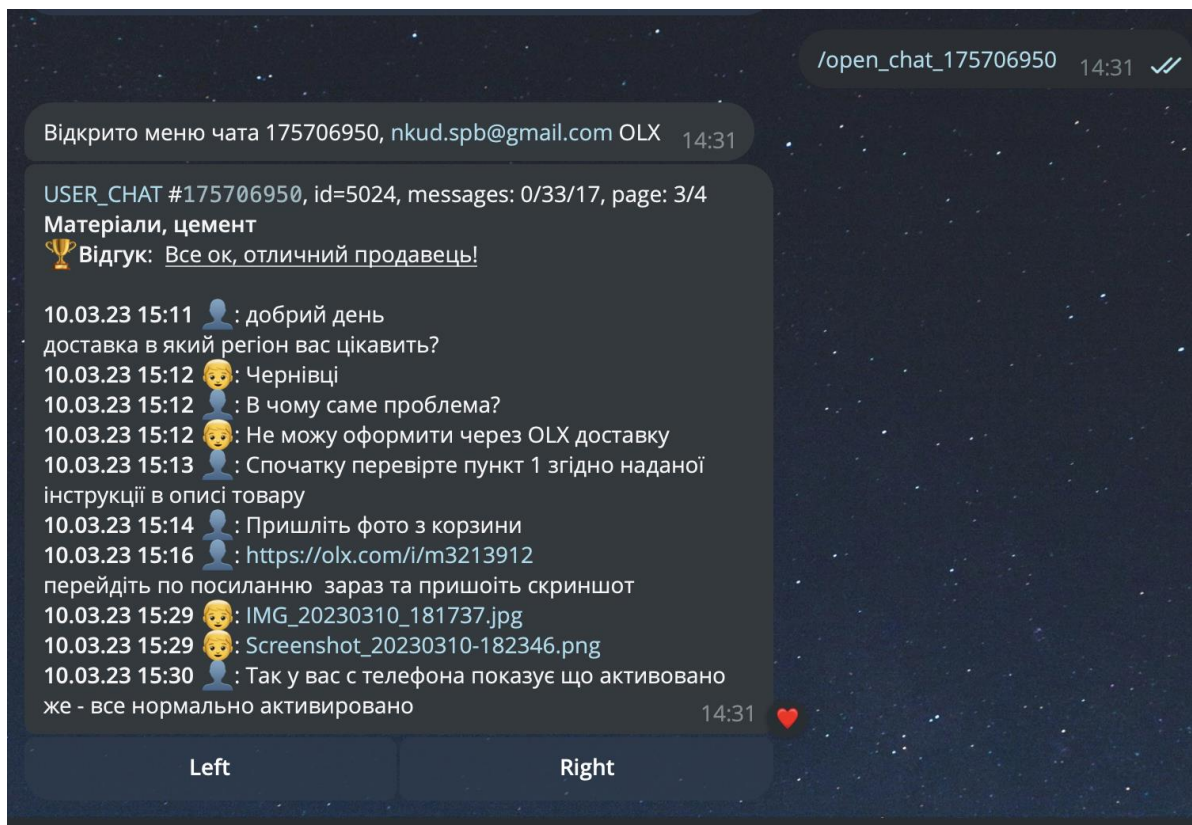 /open_chat_175706950 14:31
Відкрито меню чата 175706950, nkud.spb@gmail.com OLX 14:31
USER_CHAT #175706950, id=5024, messages: 0/33/17, page: 3/4
Матеріали, цемент
🏆Відгук: Все ок, отличний продавець!
10.03.23 15:11 👤: добрий день
доставка в який регіон вас цікавить?
10.03.23 15:12 👦: Чернівці
10.03.23 15:12 👤: В чому саме проблема?
10.03.23 15:12 👦: Не можу оформити через OLX доставку
10.03.23 15:13 👤: Спочатку перевірте пункт 1 згідно наданої
інструкції в описі товару
10.03.23 15:14 👤: Пришліть фото з корзини
10.03.23 15:16 👤: https://olx.com/i/m3213912
перейдіть по посиланню зараз та пришоіть скриншот
10.03.23 15:29 👦: IMG_20230310_181737.jpg
10.03.23 15:29 👦: Screenshot_20230310-182346.png
10.03.23 15:30 👤: Так у вас с телефона показує що активовано
же - все нормально активировано 14:31
Left
Right